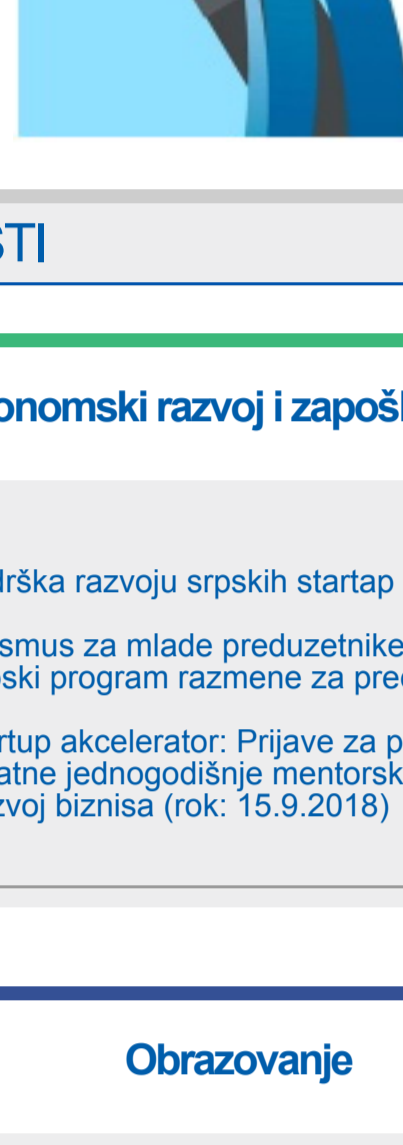 STI
onomski razvoj i zapošl
drška razvoju srpskih startap
smus za mlade preduzetnike
ski program razmene za pred
rtup akcelerator: Prijave za p
atne jednogodišnje mentorsk
zvoj biznisa (rok: 15.9.2018)
Obrazovanje